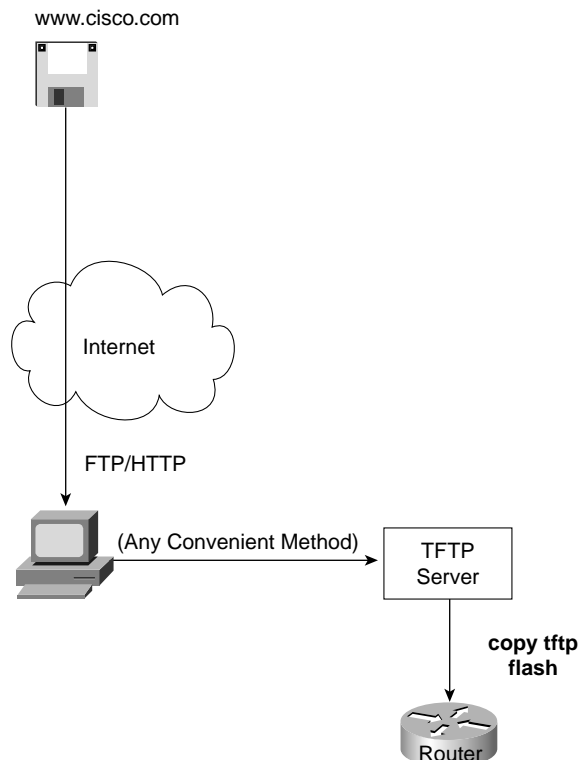 www.cisco.com
Internet
FTP/HTTP
(Any Convenient Method)
TFTP
Server
copy tftp
flash
Router